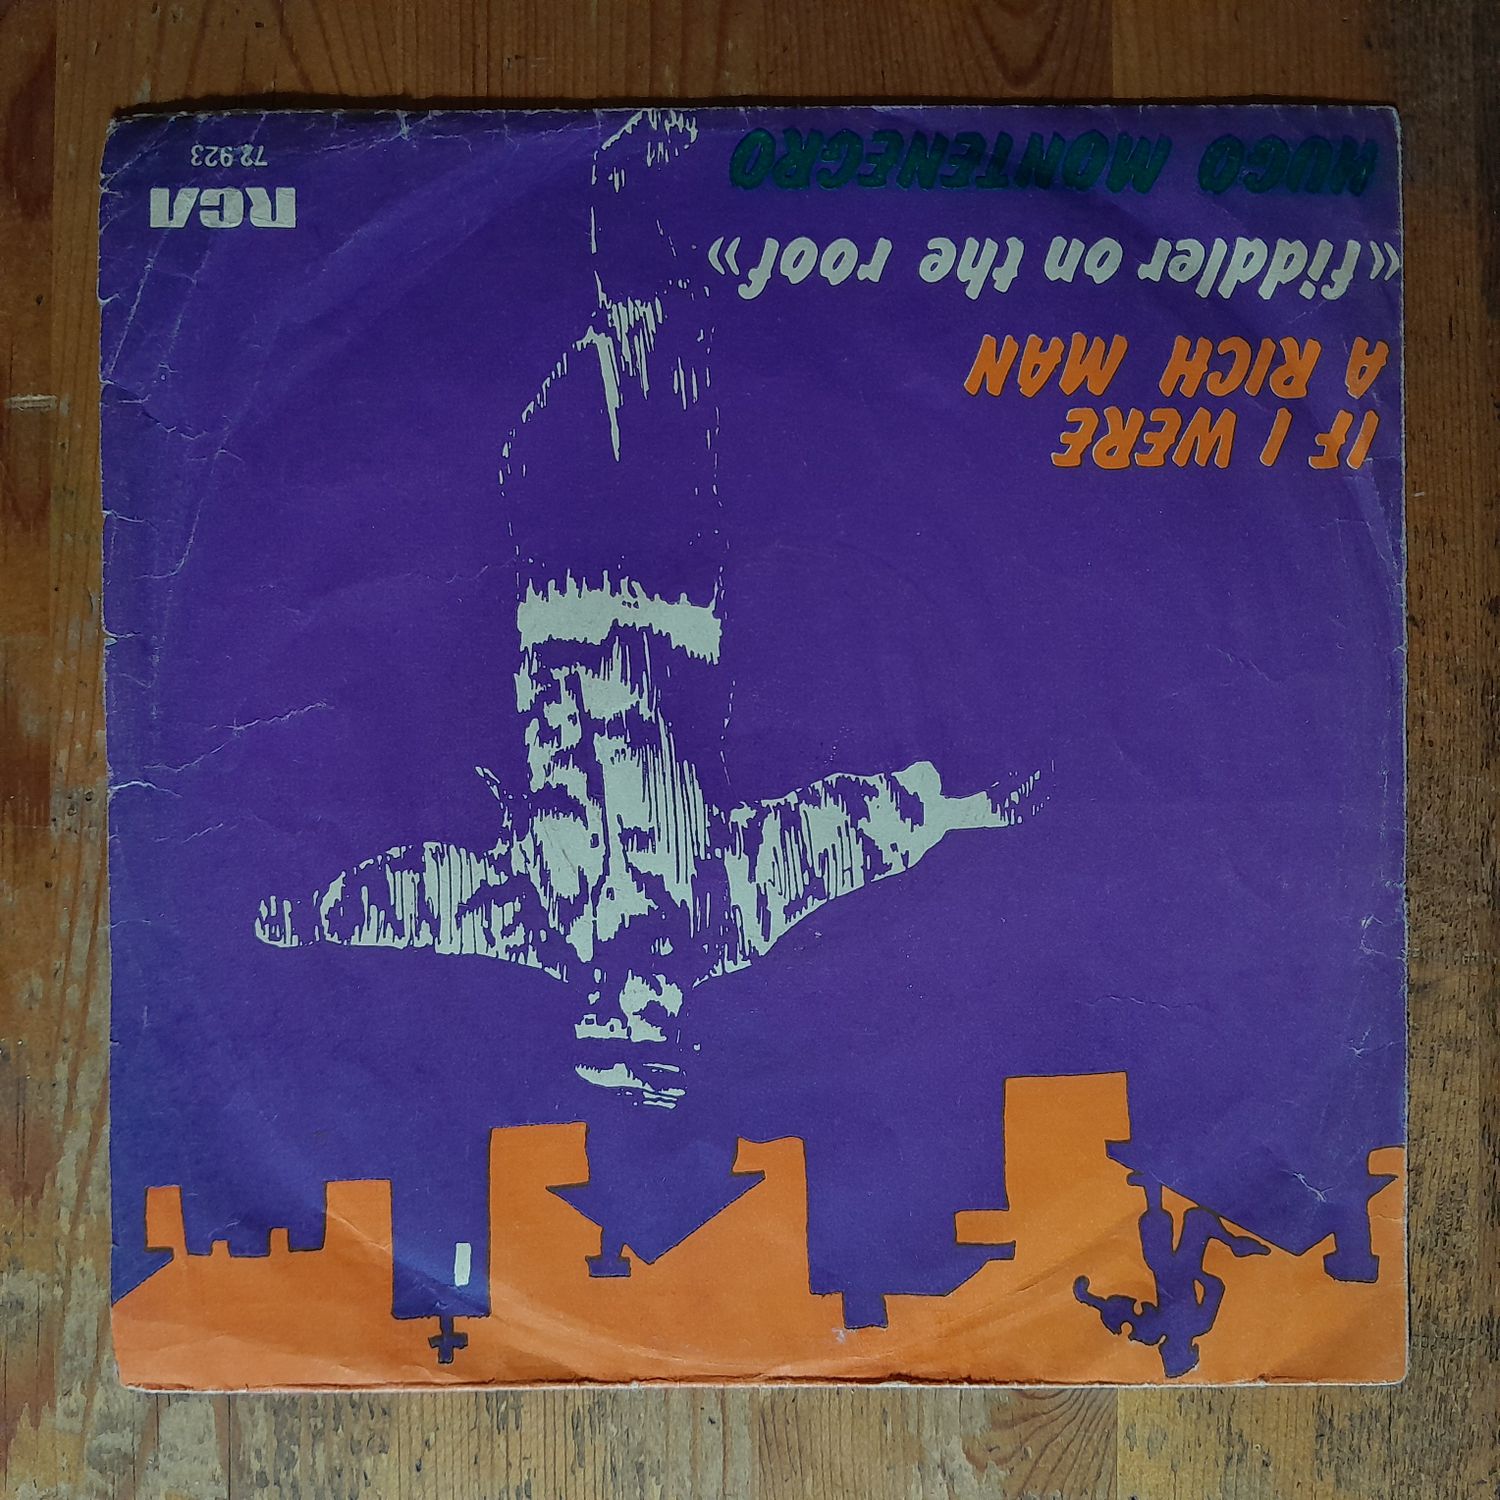 IF I WERE
A RICH MAN
«fiddler on the roof»
HUGO MONTENEGRO
RCA
72.923